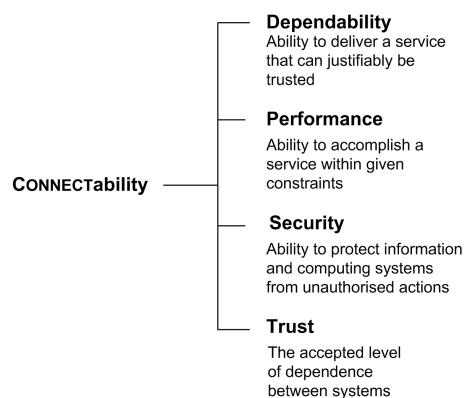 Dependability
Ability to deliver a service
that can justifiably be
trusted
Performance
Ability to accomplish a
service within given
constraints
CONNECTability
Security
Ability to protect information
and computing systems
from unauthorised actions
Trust
The accepted level
of dependence
between systems